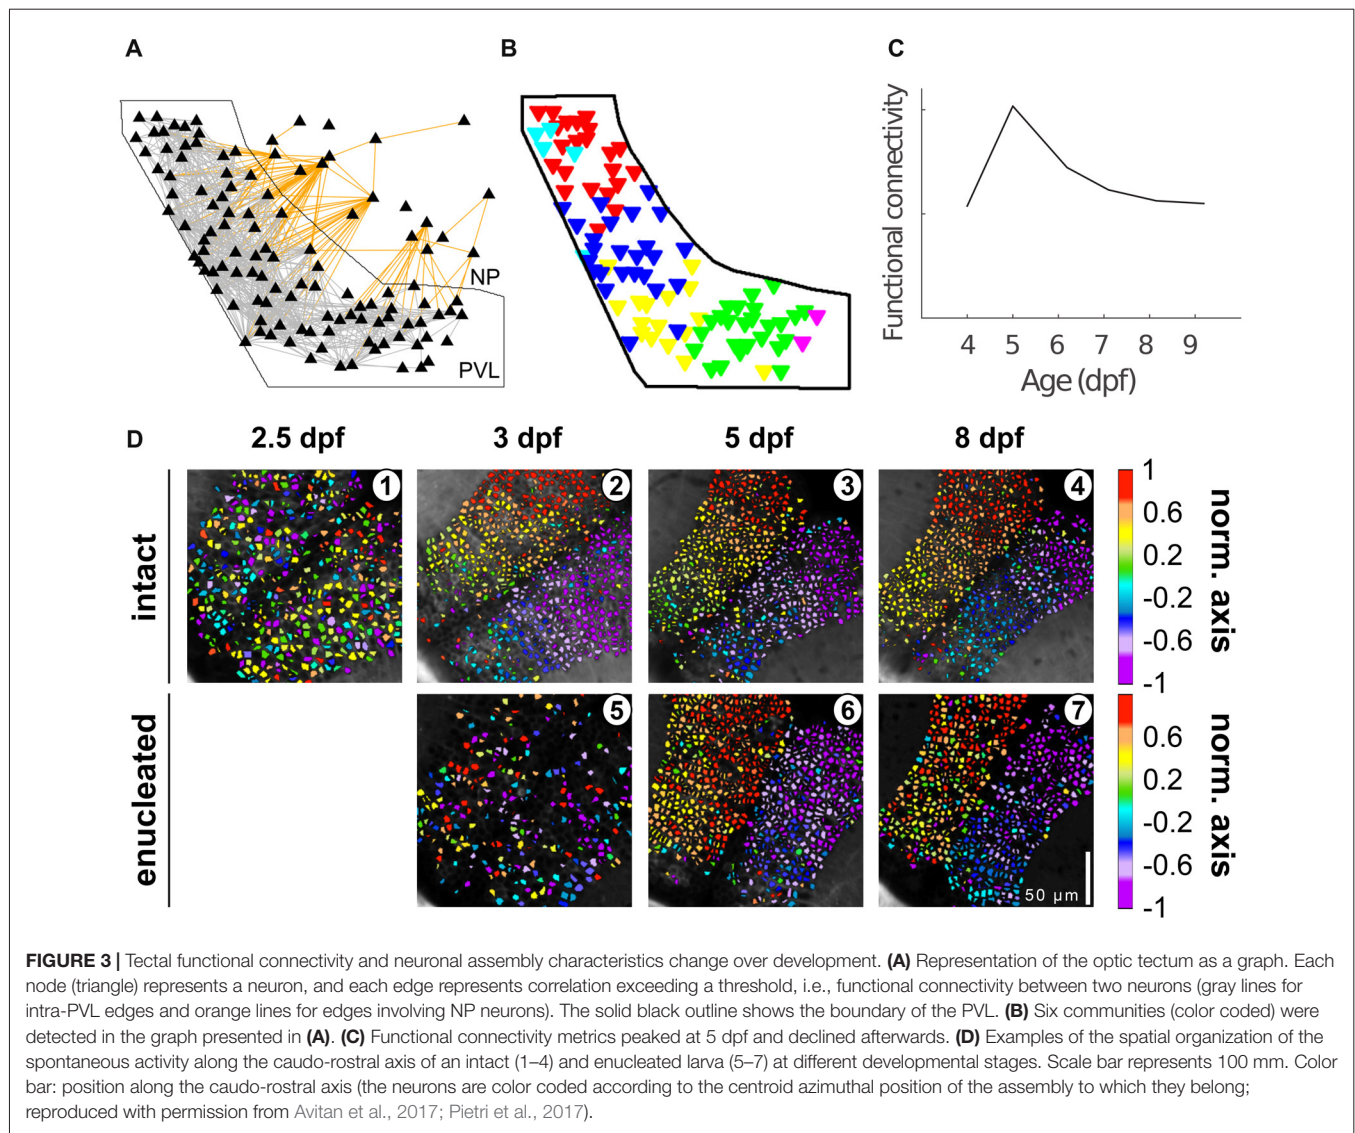 A
B
C
NP
PVL
Functional connectivity
4 5 6 7 8 9
Age (dpf)
D
2.5 dpf
3 dpf
5 dpf
8 dpf
intact
1
2
3
4
1
0.6
0.2
-0.2
-0.6
-1
norm. axis
enucleated
5
6
7
50 µm
0.6
0.2
-0.2
-0.6
-1
norm. axis
FIGURE 3 | Tectal functional connectivity and neuronal assembly characteristics change over development. (A) Representation of the optic tectum as a graph. Each
node (triangle) represents a neuron, and each edge represents correlation exceeding a threshold, i.e., functional connectivity between two neurons (gray lines for
intra-PVL edges and orange lines for edges involving NP neurons). The solid black outline shows the boundary of the PVL. (B) Six communities (color coded) were
detected in the graph presented in (A). (C) Functional connectivity metrics peaked at 5 dpf and declined afterwards. (D) Examples of the spatial organization of the
spontaneous activity along the caudo-rostral axis of an intact (1–4) and enucleated larva (5–7) at different developmental stages. Scale bar represents 100 mm. Color
bar: position along the caudo-rostral axis (the neurons are color coded according to the centroid azimuthal position of the assembly to which they belong;
reproduced with permission from Avitan et al., 2017; Pietri et al., 2017).